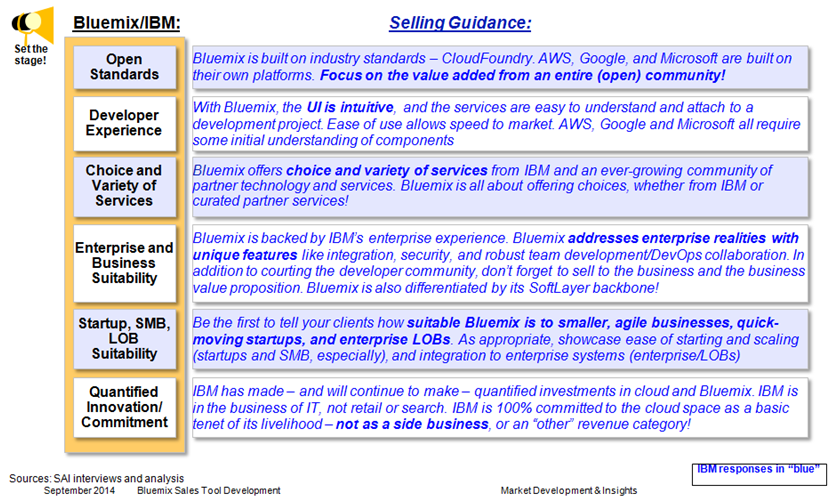 Bluemix/IBM:
Selling Guidance:
Set the
stage!
Open
Standards
Bluemix is built on industry standards – CloudFoundry. AWS, Google, and Microsoft are built on
their own platforms. Focus on the value added from an entire (open) community!
Developer
Experience
With Bluemix, the UI is intuitive, and the services are easy to understand and attach to a
development project. Ease of use allows speed to market. AWS, Google and Microsoft all require
some initial understanding of components
Choice and
Variety of
Services
Bluemix offers choice and variety of services from IBM and an ever-growing community of
partner technology and services. Bluemix is all about offering choices, whether from IBM or
curated partner services!
Enterprise and
Business
Suitability
Bluemix is backed by IBM's enterprise experience. Bluemix addresses enterprise realities with
unique features like integration, security, and robust team development/DevOps collaboration. In
addition to courting the developer community, don't forget to sell to the business and the business
value proposition. Bluemix is also differentiated by its SoftLayer backbone!
Startup, SMB,
LOB
Suitability
Be the first to tell your clients how suitable Bluemix is to smaller, agile businesses, quick-
moving startups, and enterprise LOBs. As appropriate, showcase ease of starting and scaling
(startups and SMB, especially), and integration to enterprise systems (enterprise/LOBs)
Quantified
Innovation/
Commitment
IBM has made – and will continue to make – quantified investments in cloud and Bluemix. IBM is
in the business of IT, not retail or search. IBM is 100% committed to the cloud space as a basic
tenet of its livelihood – not as a side business, or an "other" revenue category!
IBM responses in "blue"
Sources: SAI interviews and analysis
September 2014 Bluemix Sales Tool Development Market Development & Insights